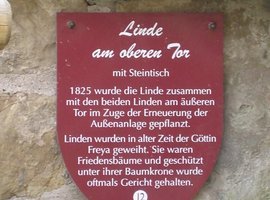 Linde
am oberen Tor
mit Steintisch
1825 wurde die Linde zusammen
mit den beiden Linden am äußeren
Tor im Zuge der Erneuerung der
Außenanlage gepflanzt.
Linden wurden in alter Zeit der Göttin
Freya geweiht. Sie waren
Friedensbäume und geschützt
unter ihrer Baumkrone wurde
oftmals Gericht gehalten.
12